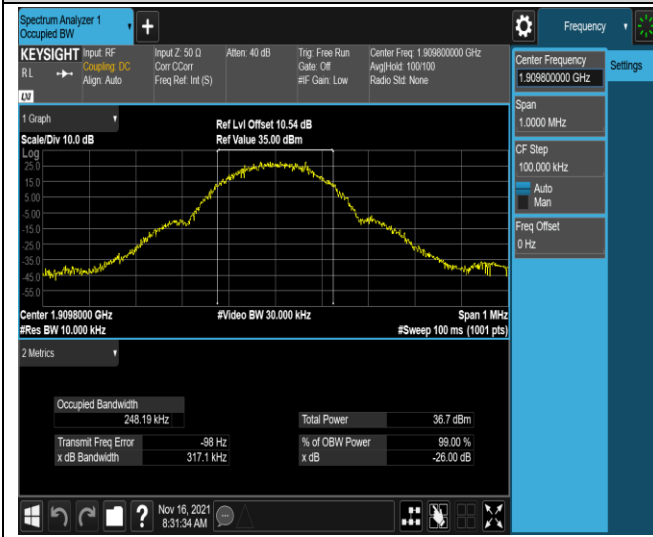 Spectrum Analyzer 1
Occupied BW
Frequency
KEYSIGHT
R L
LXI
Input: RF
Coupling: DC
Align: Auto
Input Z: 50 Ω
Corr CCorr
Freq Ref: Int (S)
Atten: 40 dB
Trig: Free Run
Gate: Off
#IF Gain: Low
Center Freq: 1.909800000 GHz
Avg|Hold: 100/100
Radio Std: None
Center Frequency
1.909800000 GHz
Settings
Span
1.0000 MHz
CF Step
100.000 kHz
Auto
Man
Freq Offset
0 Hz
1 Graph
Scale/Div 10.0 dB
Ref Lvl Offset 10.54 dB
Ref Value 35.00 dBm
Log
25.0
15.0
5.00
-5.00
-15.0
-25.0
-35.0
-45.0
-55.0
Center 1.9098000 GHz
#Video BW 30.000 kHz
Span 1 MHz
#Res BW 10.000 kHz
#Sweep 100 ms (1001 pts)
2 Metrics
Occupied Bandwidth
248.19 kHz
Total Power 36.7 dBm
Transmit Freq Error -98 Hz
% of OBW Power 99.00 %
x dB Bandwidth 317.1 kHz
x dB -26.00 dB
Nov 16, 2021
8:31:34 AM